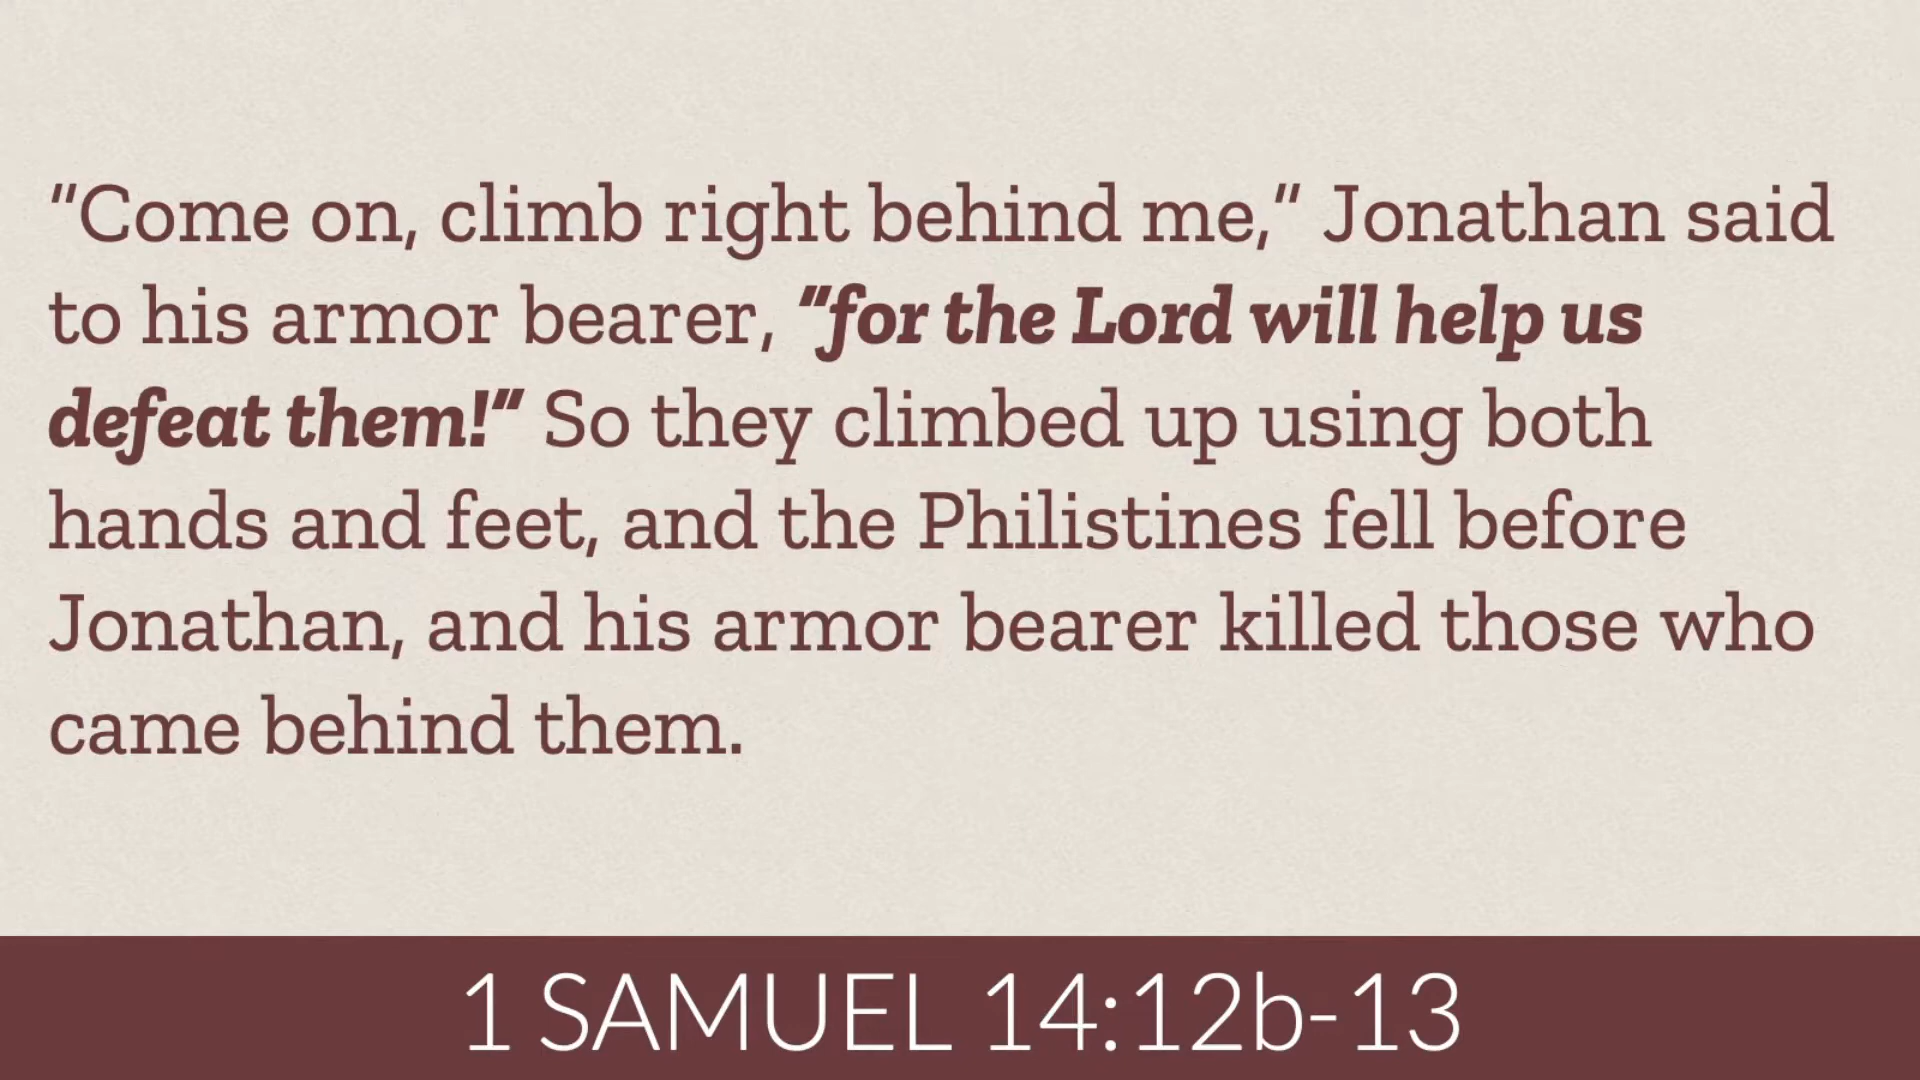 “Come on, climb right behind me,” Jonathan said
to his armor bearer, “for the Lord will help us
defeat them!” So they climbed up using both
hands and feet, and the Philistines fell before
Jonathan, and his armor bearer killed those who
came behind them.
1 SAMUEL 14:12b-13